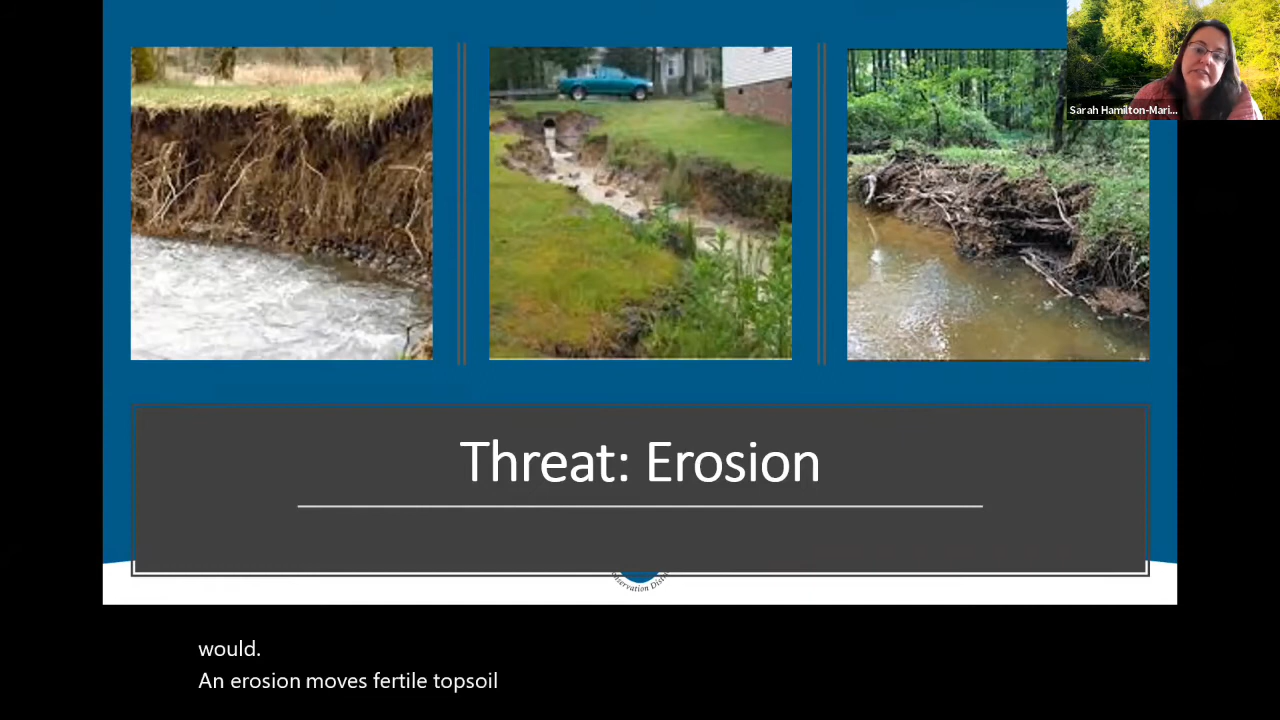 Sarah Hamilton-Mari...
Threat: Erosion
would.
An erosion moves fertile topsoil